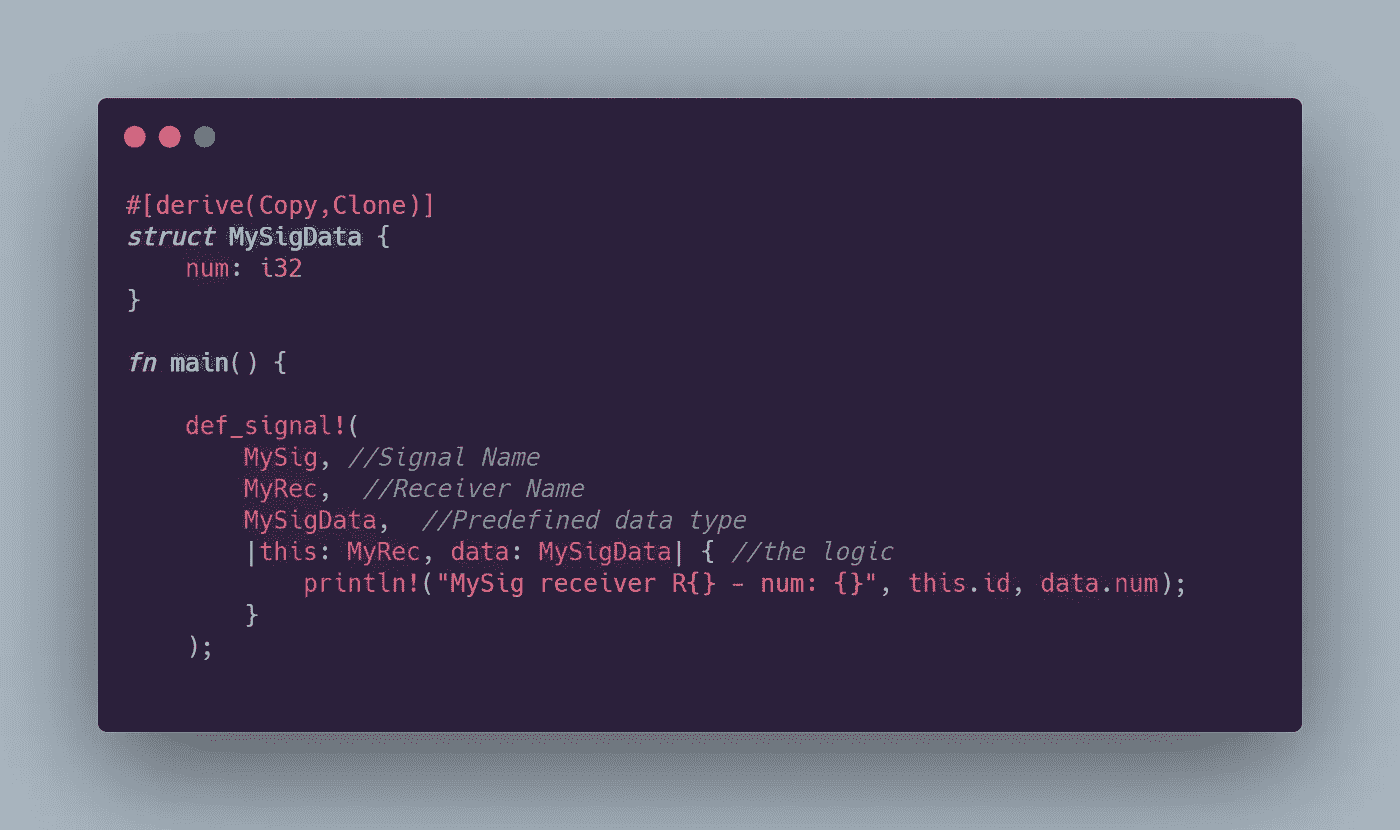 #[derive(Copy,Clone)]
struct MySigData {
    num: i32
}
fn main() {
    def_signal!(
        MySig, //Signal Name
        MyRec,  //Receiver Name
        MySigData,  //Predefined data type
        |this: MyRec, data: MySigData| { //the logic
            println!("MySig receiver R{} - num: {}", this.id, data.num);
        }
    );